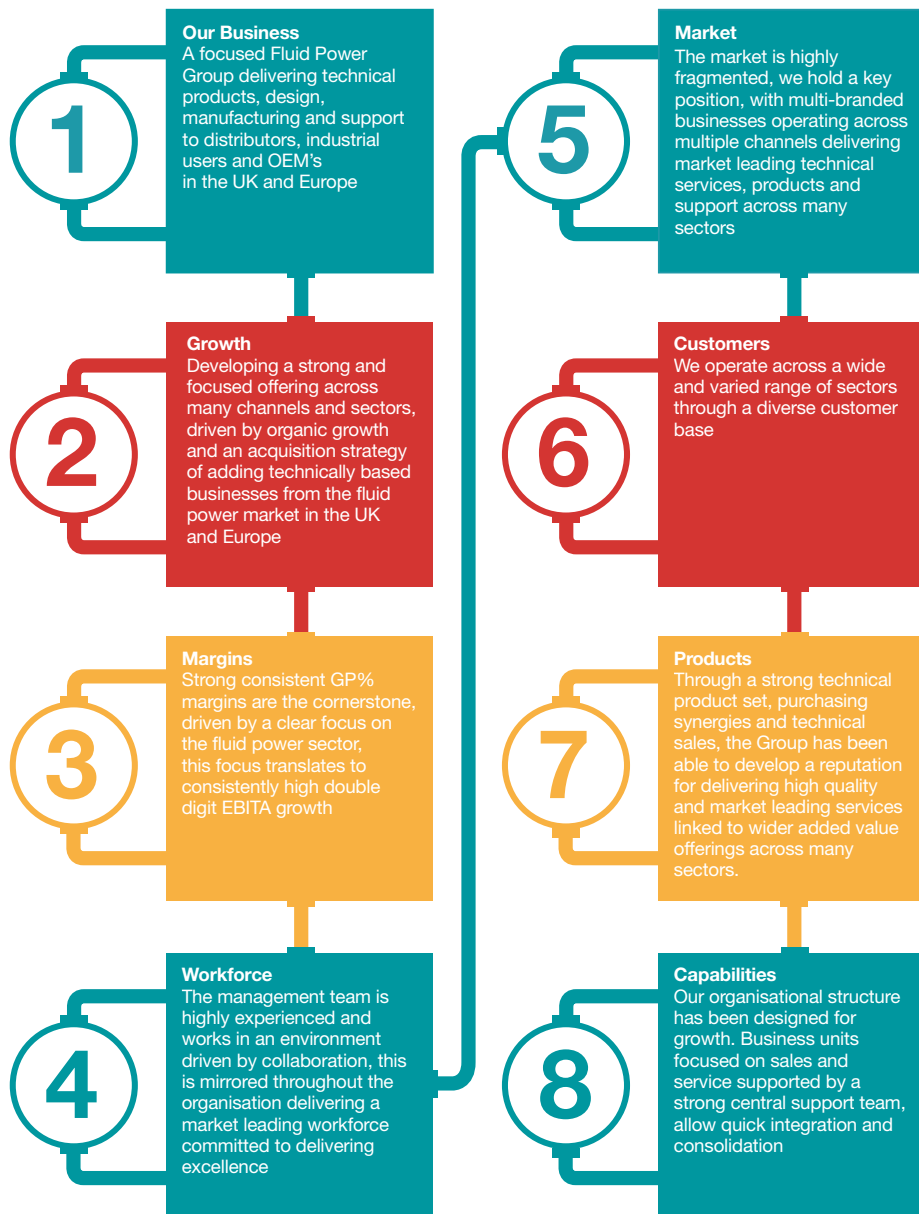 1
Our Business
A focused Fluid Power
Group delivering technical
products, design,
manufacturing and support
to distributors, industrial
users and OEM's
in the UK and Europe
2
Growth
Developing a strong and
focused offering across
many channels and sectors,
driven by organic growth
and an acquisition strategy
of adding technically based
businesses from the fluid
power market in the UK
and Europe
3
Margins
Strong consistent GP%
margins are the cornerstone,
driven by a clear focus on
the fluid power sector,
this focus translates to
consistently high double
digit EBITA growth
4
Workforce
The management team is
highly experienced and
works in an environment
driven by collaboration, this
is mirrored throughout the
organisation delivering a
market leading workforce
committed to delivering
excellence
5
Market
The market is highly
fragmented, we hold a key
position, with multi-branded
businesses operating across
multiple channels delivering
market leading technical
services, products and
support across many
sectors
6
Customers
We operate across a wide
and varied range of sectors
through a diverse customer
base
7
Products
Through a strong technical
product set, purchasing
synergies and technical
sales, the Group has been
able to develop a reputation
for delivering high quality
and market leading services
linked to wider added value
offerings across many
sectors.
8
Capabilities
Our organisational structure
has been designed for
growth. Business units
focused on sales and
service supported by a
strong central support team,
allow quick integration and
consolidation